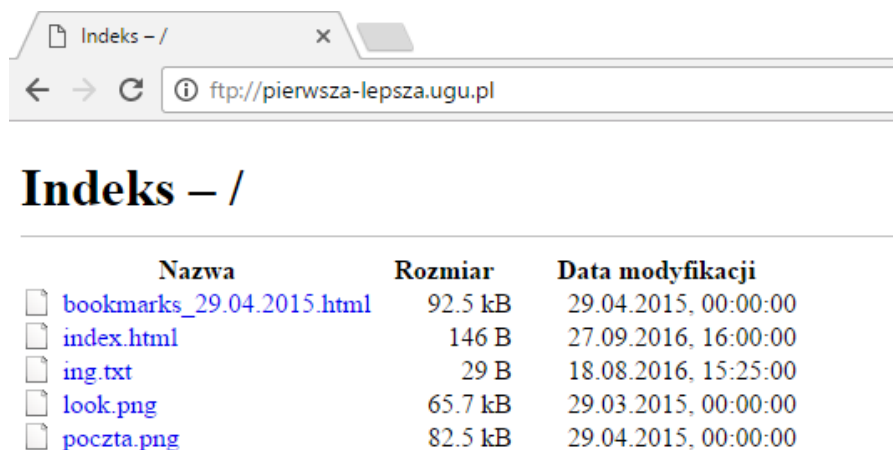 Indeks – /
ftp://pierwsza-lepsza.ugu.pl
Indeks – /
Nazwa Rozmiar Data modyfikacji
bookmarks_29.04.2015.html 92.5 kB 29.04.2015, 00:00:00
index.html 146 B 27.09.2016, 16:00:00
ing.txt 29 B 18.08.2016, 15:25:00
look.png 65.7 kB 29.03.2015, 00:00:00
poczta.png 82.5 kB 29.04.2015, 00:00:00